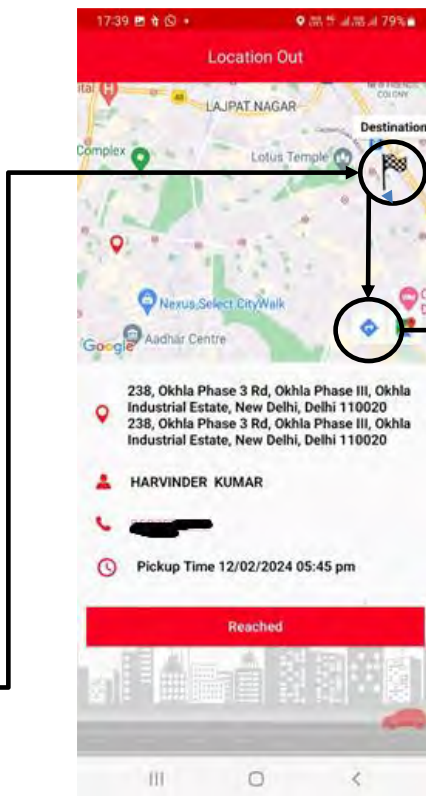 17:39
79%
Location Out
LAJPAT NAGAR
COLONY
Destination
Complex
Lotus Temple
Nexus Select CityWalk
Aadhar Centre
Google
238, Okhla Phase 3 Rd, Okhla Phase III, Okhla
Industrial Estate, New Delhi, Delhi 110020
238, Okhla Phase 3 Rd, Okhla Phase III, Okhla
Industrial Estate, New Delhi, Delhi 110020
HARVINDER KUMAR
Pickup Time 12/02/2024 05:45 pm
Reached